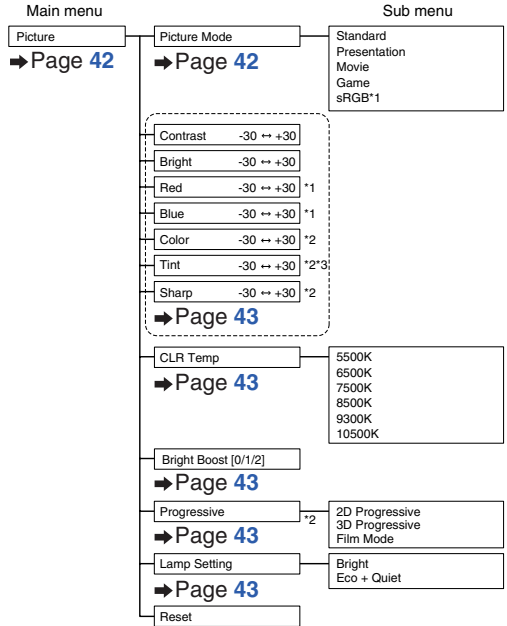 Main menu
Sub menu
Picture
➡Page 42
Picture Mode
➡Page 42
Standard
Presentation
Movie
Game
sRGB*1
Contrast -30 ↔ +30
Bright -30 ↔ +30
Red -30 ↔ +30 *1
Blue -30 ↔ +30 *1
Color -30 ↔ +30 *2
Tint -30 ↔ +30 *2*3
Sharp -30 ↔ +30 *2
➡Page 43
CLR Temp
➡Page 43
5500K
6500K
7500K
8500K
9300K
10500K
Bright Boost [0/1/2]
➡Page 43
Progressive *2
➡Page 43
2D Progressive
3D Progressive
Film Mode
Lamp Setting
➡Page 43
Bright
Eco + Quiet
Reset